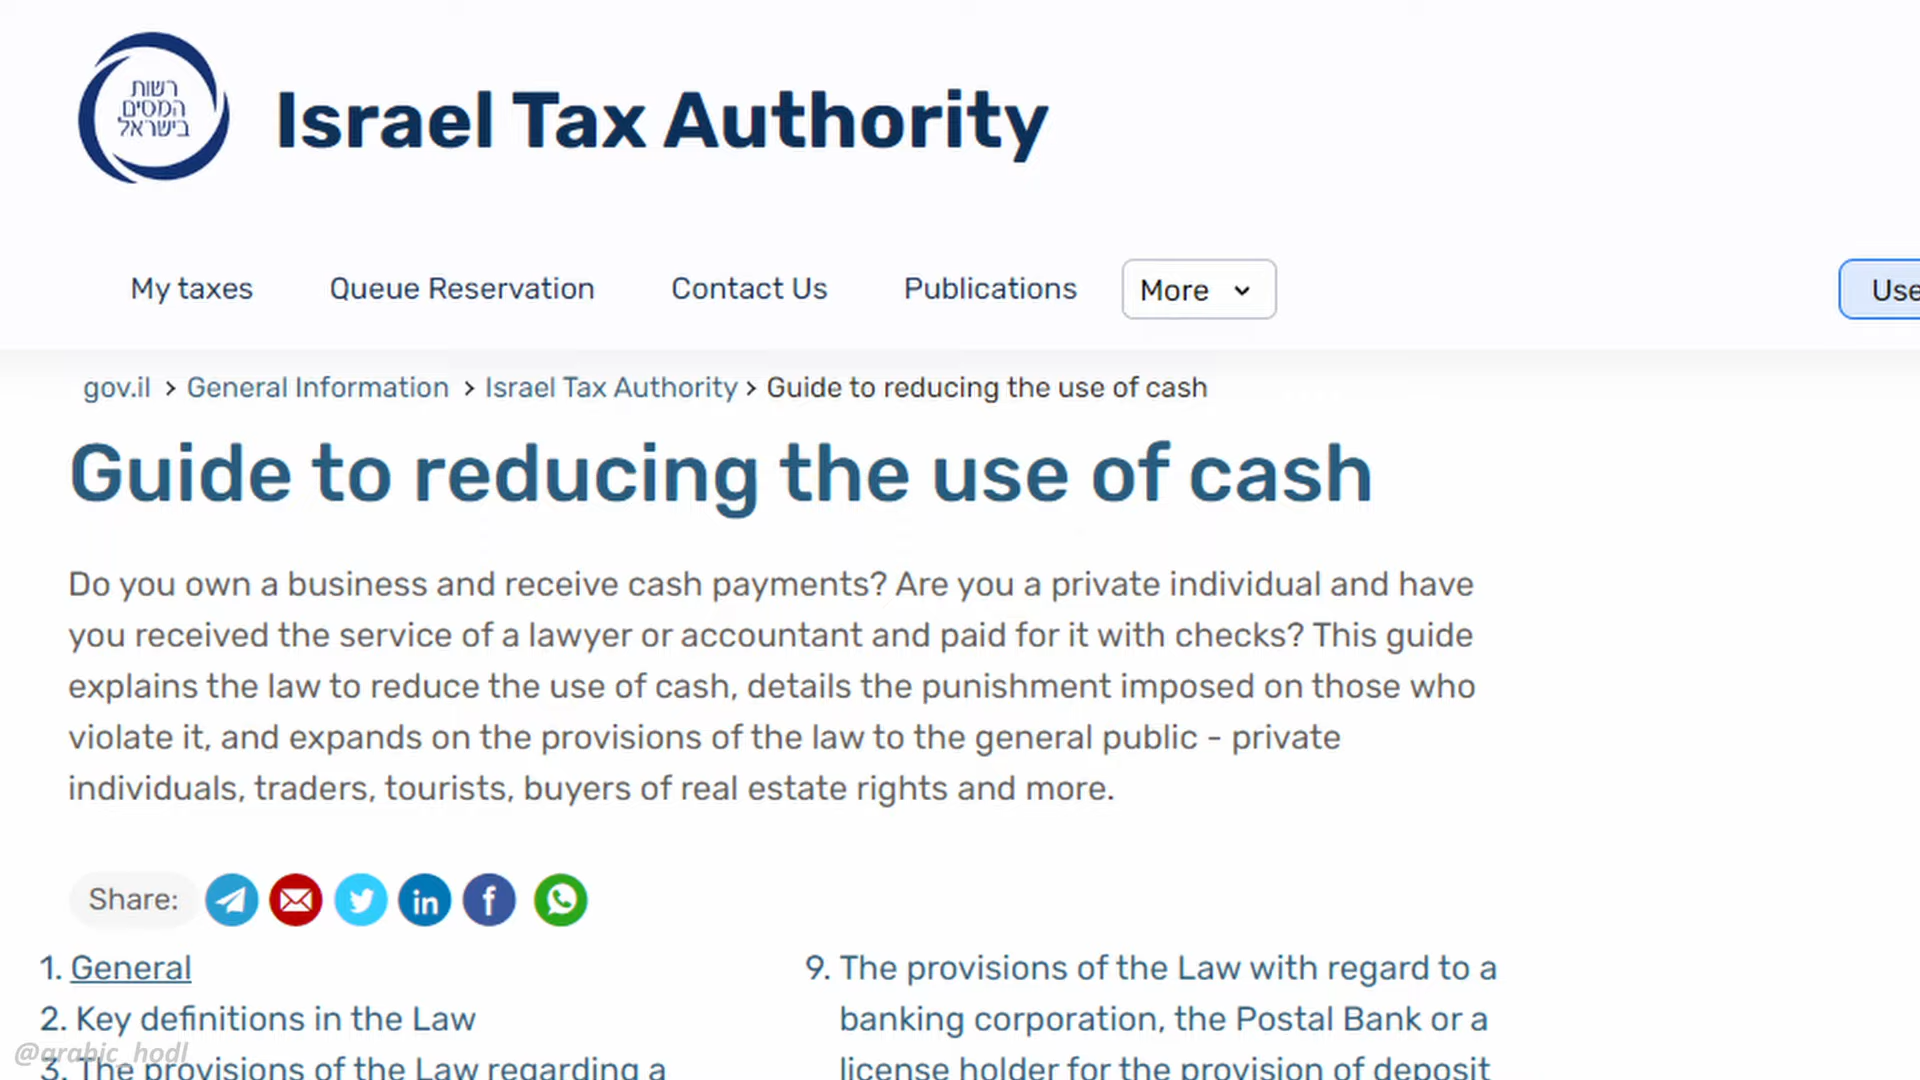 רשות
המסים
בישראל
Israel Tax Authority
My taxes
Queue Reservation
Contact Us
Publications
More
Use
gov.il > General Information > Israel Tax Authority > Guide to reducing the use of cash
Guide to reducing the use of cash
Do you own a business and receive cash payments? Are you a private individual and have
you received the service of a lawyer or accountant and paid for it with checks? This guide
explains the law to reduce the use of cash, details the punishment imposed on those who
violate it, and expands on the provisions of the law to the general public - private
individuals, traders, tourists, buyers of real estate rights and more.
Share:
1. General
2. Key definitions in the Law
3. The provisions of the Law regarding a
9. The provisions of the Law with regard to a
banking corporation, the Postal Bank or a
license holder for the provision of deposit
@arabic_hodl